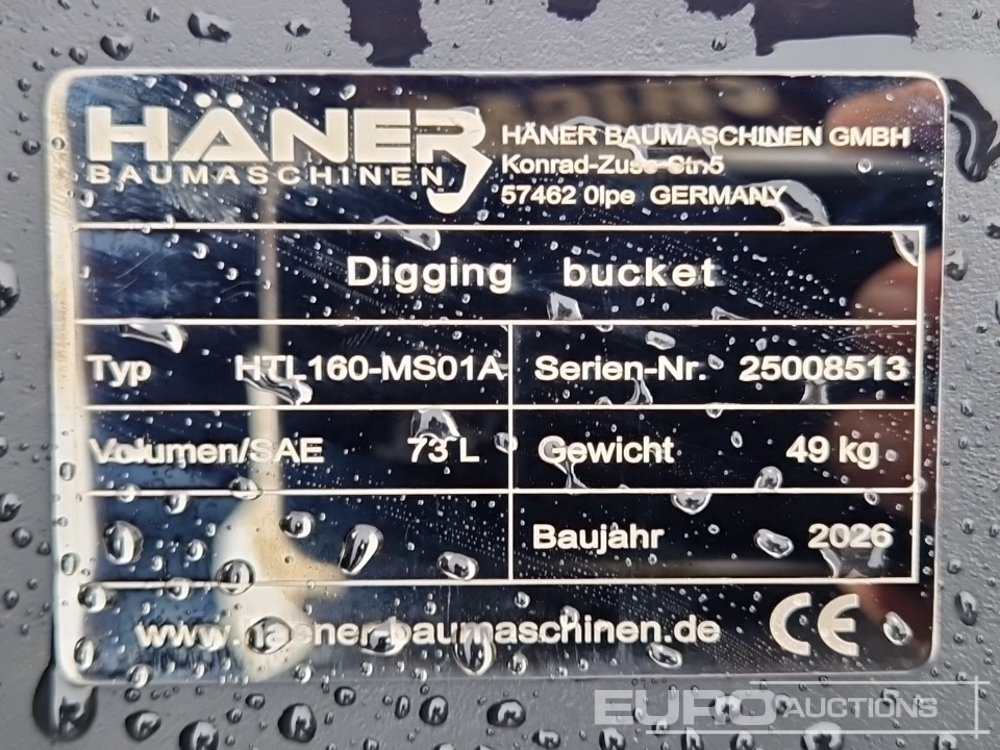 HÄNER
BAUMASCHINEN
HÄNER BAUMASCHINEN GMBH
Konrad-Zuse-Str.5
57462 Olpe GERMANY
Digging bucket
Typ HTL160-MS01A Serien-Nr. 25008513
Volumen/SAE 73 L Gewicht 49 kg
Baujahr 2026
www.haener-baumaschinen.de CE
EURO AUCTIONS